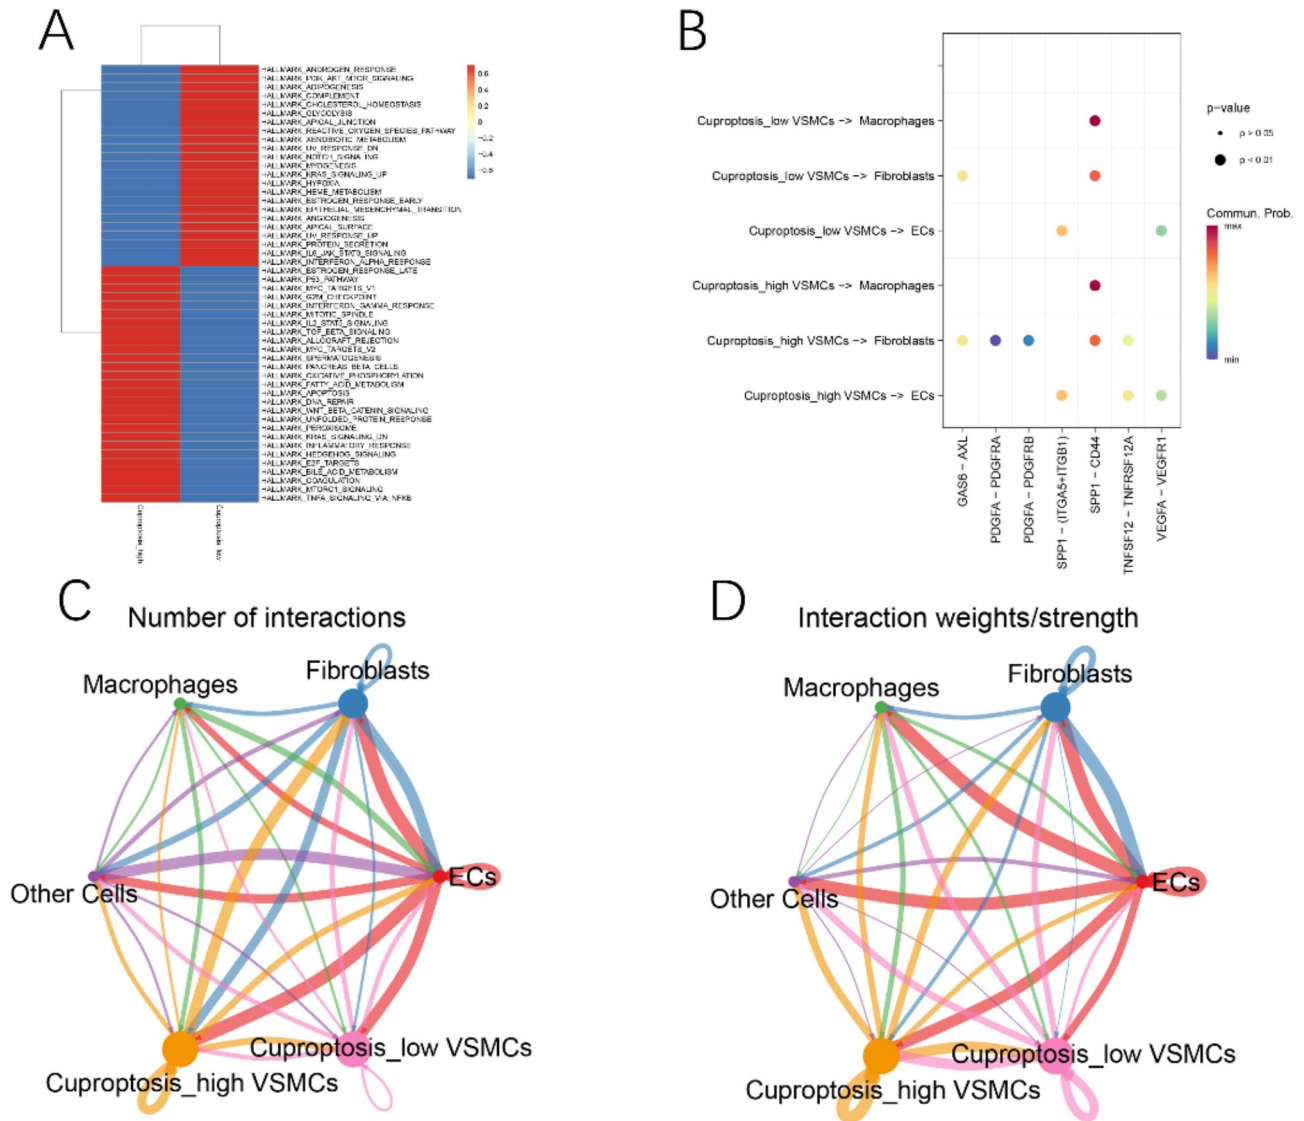 A
HALLMARK_ANDROGEN_RESPONSE
HALLMARK_PI3K_AKT_MTOR_SIGNALING
HALLMARK_ADIPOGENESIS
HALLMARK_COMPLEMENT
HALLMARK_CHOLESTEROL_HOMEOSTASIS
HALLMARK_GLYCOLYSIS
HALLMARK_APICAL_JUNCTION
HALLMARK_REACTIVE_OXYGEN_SPECIES_PATHWAY
HALLMARK_XENOBIOTIC_METABOLISM
HALLMARK_UV_RESPONSE_DN
HALLMARK_NOTCH_SIGNALING
HALLMARK_MYOGENESIS
HALLMARK_KRAS_SIGNALING_UP
HALLMARK_HYPOXIA
HALLMARK_HEME_METABOLISM
HALLMARK_ESTROGEN_RESPONSE_EARLY
HALLMARK_EPITHELIAL_MESENCHYMAL_TRANSITION
HALLMARK_ANGIOGENESIS
HALLMARK_APICAL_SURFACE
HALLMARK_UV_RESPONSE_UP
HALLMARK_PROTEIN_SECRETION
HALLMARK_IL6_JAK_STAT3_SIGNALING
HALLMARK_INTERFERON_ALPHA_RESPONSE
HALLMARK_ESTROGEN_RESPONSE_LATE
HALLMARK_P53_PATHWAY
HALLMARK_MYC_TARGETS_V1
HALLMARK_G2M_CHECKPOINT
HALLMARK_INTERFERON_GAMMA_RESPONSE
HALLMARK_MITOTIC_SPINDLE
HALLMARK_IL2_STAT5_SIGNALING
HALLMARK_TGF_BETA_SIGNALING
HALLMARK_ALLOGRAFT_REJECTION
HALLMARK_MYC_TARGETS_V2
HALLMARK_SPERMATOGENESIS
HALLMARK_PANCREAS_BETA_CELLS
HALLMARK_OXIDATIVE_PHOSPHORYLATION
HALLMARK_FATTY_ACID_METABOLISM
HALLMARK_APOPTOSIS
HALLMARK_DNA_REPAIR
HALLMARK_WNT_BETA_CATENIN_SIGNALING
HALLMARK_UNFOLDED_PROTEIN_RESPONSE
HALLMARK_PEROXISOME
HALLMARK_KRAS_SIGNALING_DN
HALLMARK_INFLAMMATORY_RESPONSE
HALLMARK_HEDGEHOG_SIGNALING
HALLMARK_E2F_TARGETS
HALLMARK_BILE_ACID_METABOLISM
HALLMARK_COAGULATION
HALLMARK_MTORC1_SIGNALING
HALLMARK_TNFA_SIGNALING_VIA_NFKB
Cuproptosis_high
Cuproptosis_low
0.6
0.4
0.2
0
−0.2
−0.4
−0.6
B
Cuproptosis_low VSMCs −> Macrophages
Cuproptosis_low VSMCs −> Fibroblasts
Cuproptosis_low VSMCs −> ECs
Cuproptosis_high VSMCs −> Macrophages
Cuproptosis_high VSMCs −> Fibroblasts
Cuproptosis_high VSMCs −> ECs
GAS6 − AXL
PDGFA − PDGFRA
PDGFA − PDGFRB
SPP1 − (ITGA5+ITGB1)
SPP1 − CD44
TNFSF12 − TNFRSF12A
VEGFA − VEGFR1
p-value
p > 0.05
p < 0.01
Commun. Prob.
max
min
C
Number of interactions
Fibroblasts
Macrophages
ECs
Other Cells
Cuproptosis_low VSMCs
Cuproptosis_high VSMCs
D
Interaction weights/strength
Fibroblasts
Macrophages
ECs
Other Cells
Cuproptosis_low VSMCs
Cuproptosis_high VSMCs